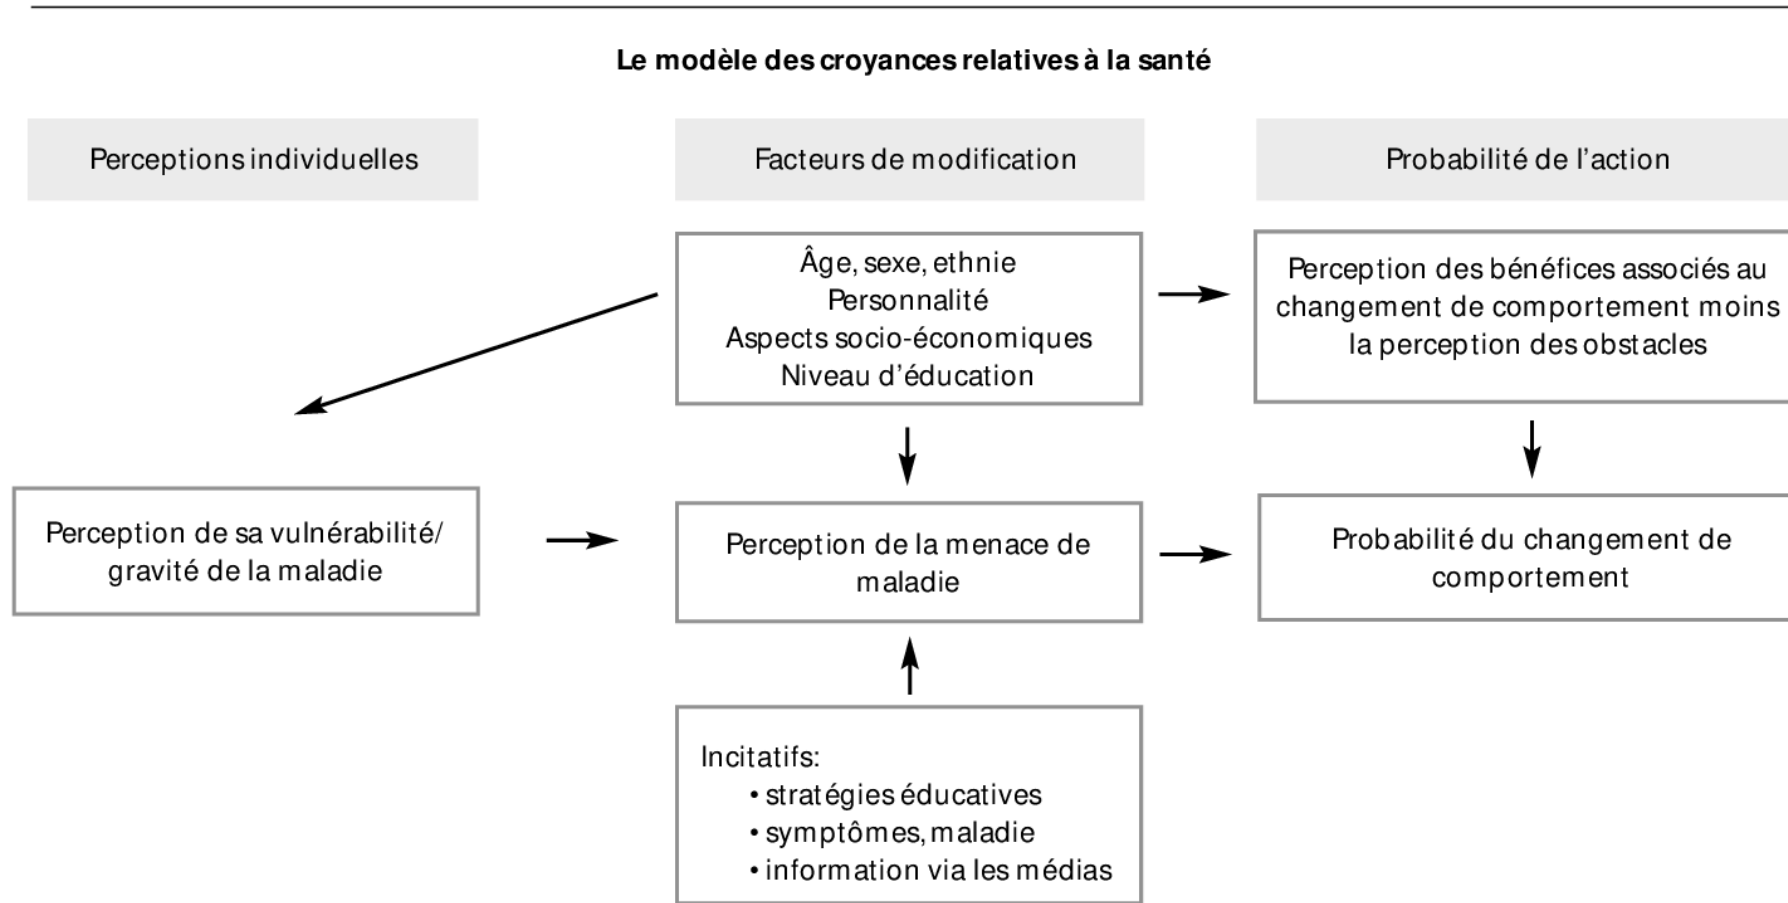 Le modèle des croyances relatives à la santé
Perceptions individuelles
Facteurs de modification
Probabilité de l'action
Âge, sexe, ethnie
Personnalité
Aspects socio-économiques
Niveau d'éducation
Perception des bénéfices associés au
changement de comportement moins
la perception des obstacles
Perception de sa vulnérabilité/
gravité de la maladie
Perception de la menace de
maladie
Probabilité du changement de
comportement
Incitatifs:
• stratégies éducatives
• symptômes, maladie
• information via les médias